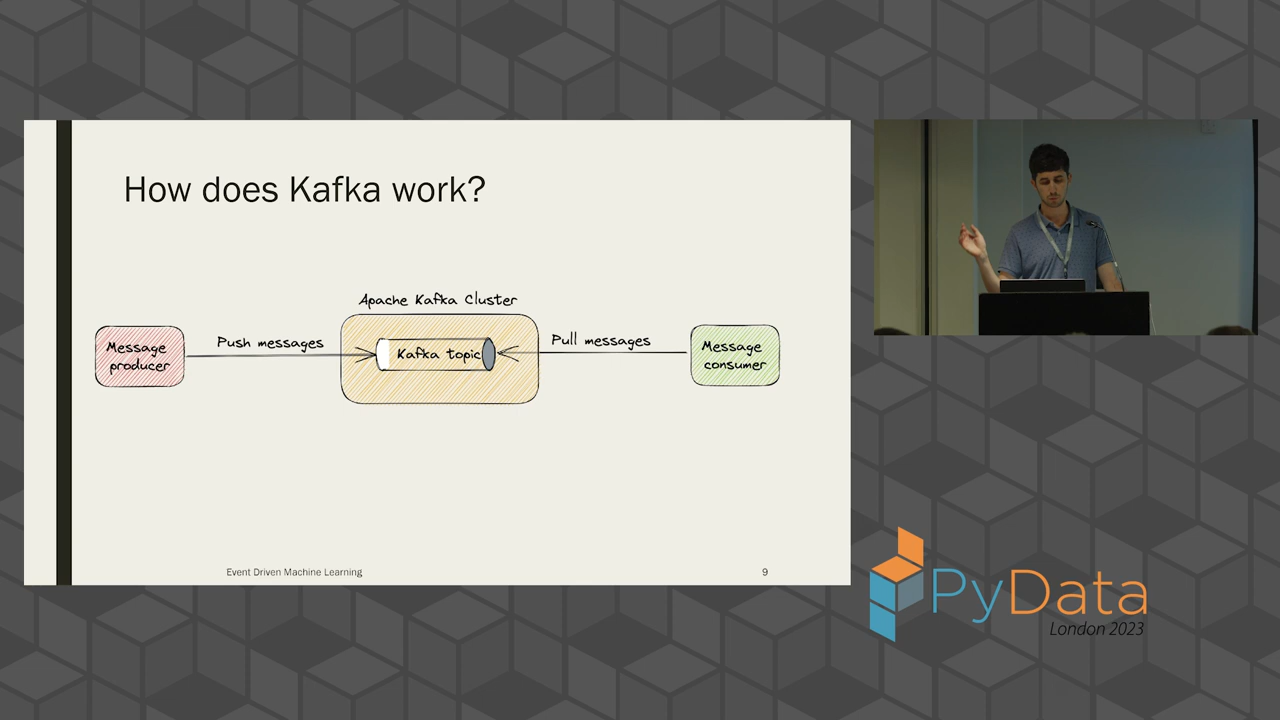 How does Kafka work?
Apache Kafka Cluster
Message
producer
Push messages
Kafka topic
Pull messages
Message
consumer
Event Driven Machine Learning
9
PyData
London 2023